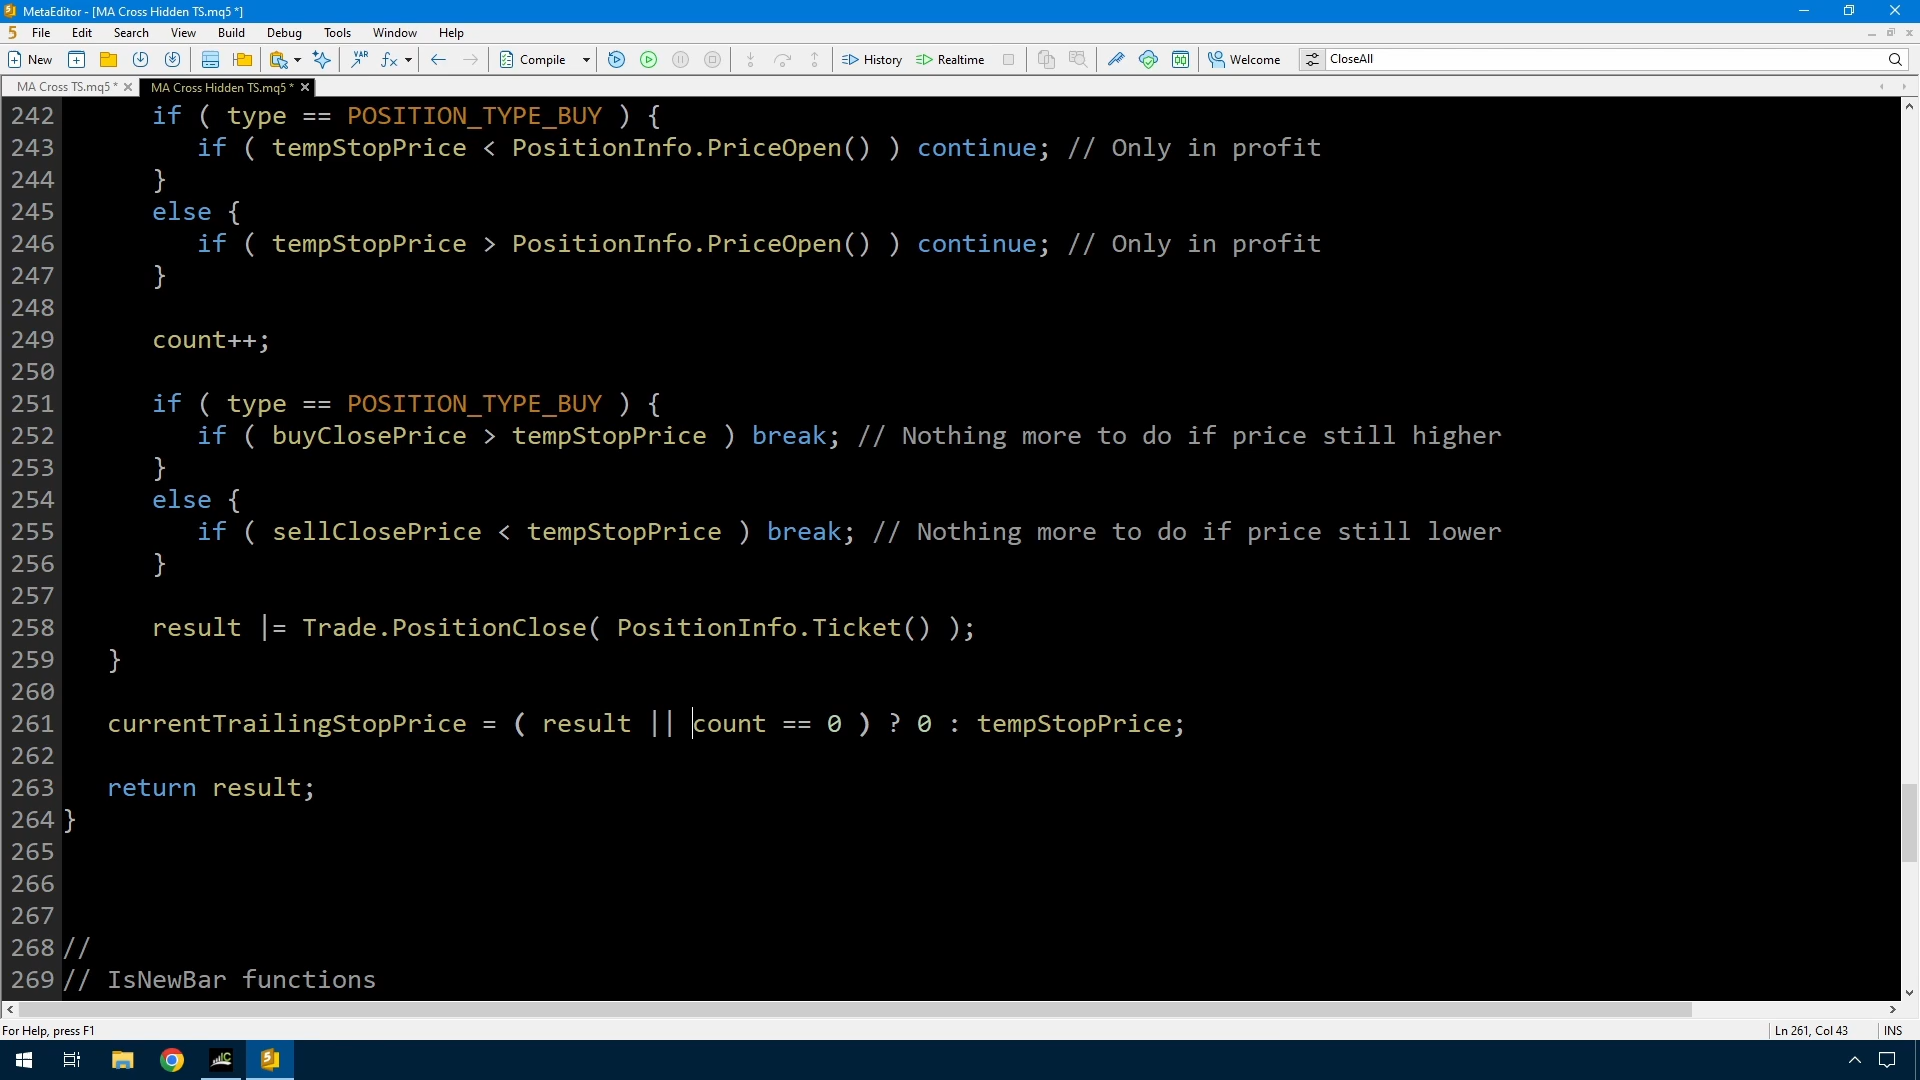 MetaEditor - [MA Cross Hidden TS.mq5 *]
5 File Edit Search View Build Debug Tools Window Help
New VAR fx Compile History Realtime Welcome CloseAll
MA Cross TS.mq5 * MA Cross Hidden TS.mq5 *
242 if ( type == POSITION_TYPE_BUY ) {
243 if ( tempStopPrice < PositionInfo.PriceOpen() ) continue; // Only in profit
244 }
245 else {
246 if ( tempStopPrice > PositionInfo.PriceOpen() ) continue; // Only in profit
247 }
248
249 count++;
250
251 if ( type == POSITION_TYPE_BUY ) {
252 if ( buyClosePrice > tempStopPrice ) break; // Nothing more to do if price still higher
253 }
254 else {
255 if ( sellClosePrice < tempStopPrice ) break; // Nothing more to do if price still lower
256 }
257
258 result |= Trade.PositionClose( PositionInfo.Ticket() );
259 }
260
261 currentTrailingStopPrice = ( result || count == 0 ) ? 0 : tempStopPrice;
262
263 return result;
264 }
265
266
267
268 //
269 // IsNewBar functions
For Help, press F1 Ln 261, Col 43 INS